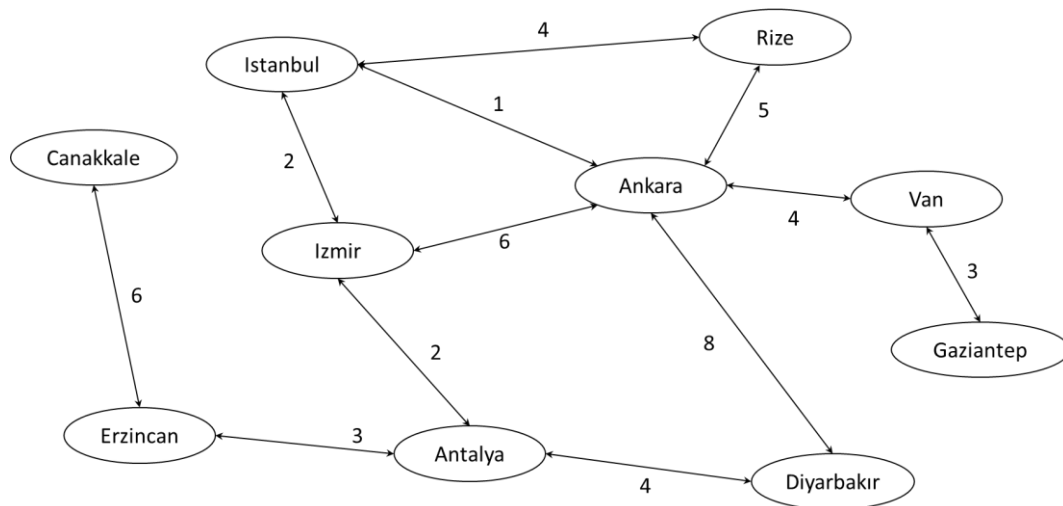 4
Rize
Istanbul
1
5
Canakkale
2
Ankara
Van
4
Izmir
6
3
6
2
8
Gaziantep
Erzincan
3
Antalya
4
Diyarbakır